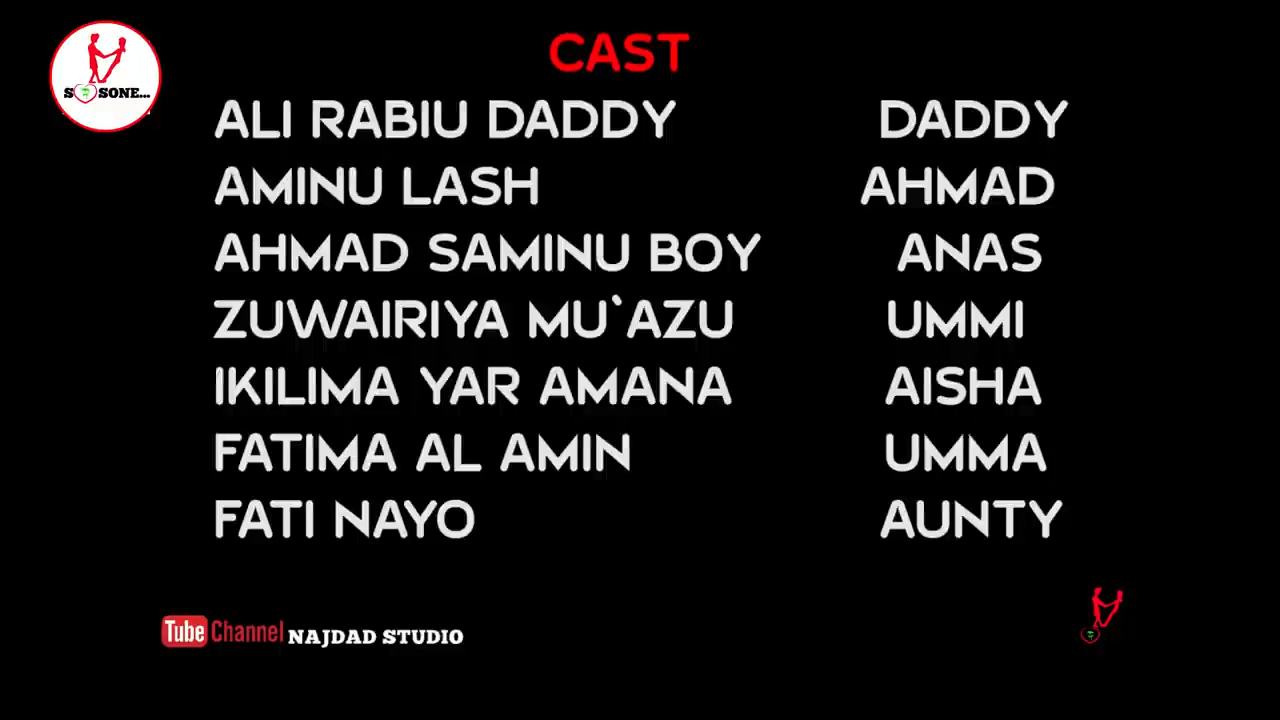 S SONE...
CAST
ALI RABIU DADDY DADDY
AMINU LASH AHMAD
AHMAD SAMINU BOY ANAS
ZUWAIRIYA MU`AZU UMMI
IKILIMA YAR AMANA AISHA
FATIMA AL AMIN UMMA
FATI NAYO AUNTY
Tube Channel NAJDAD STUDIO